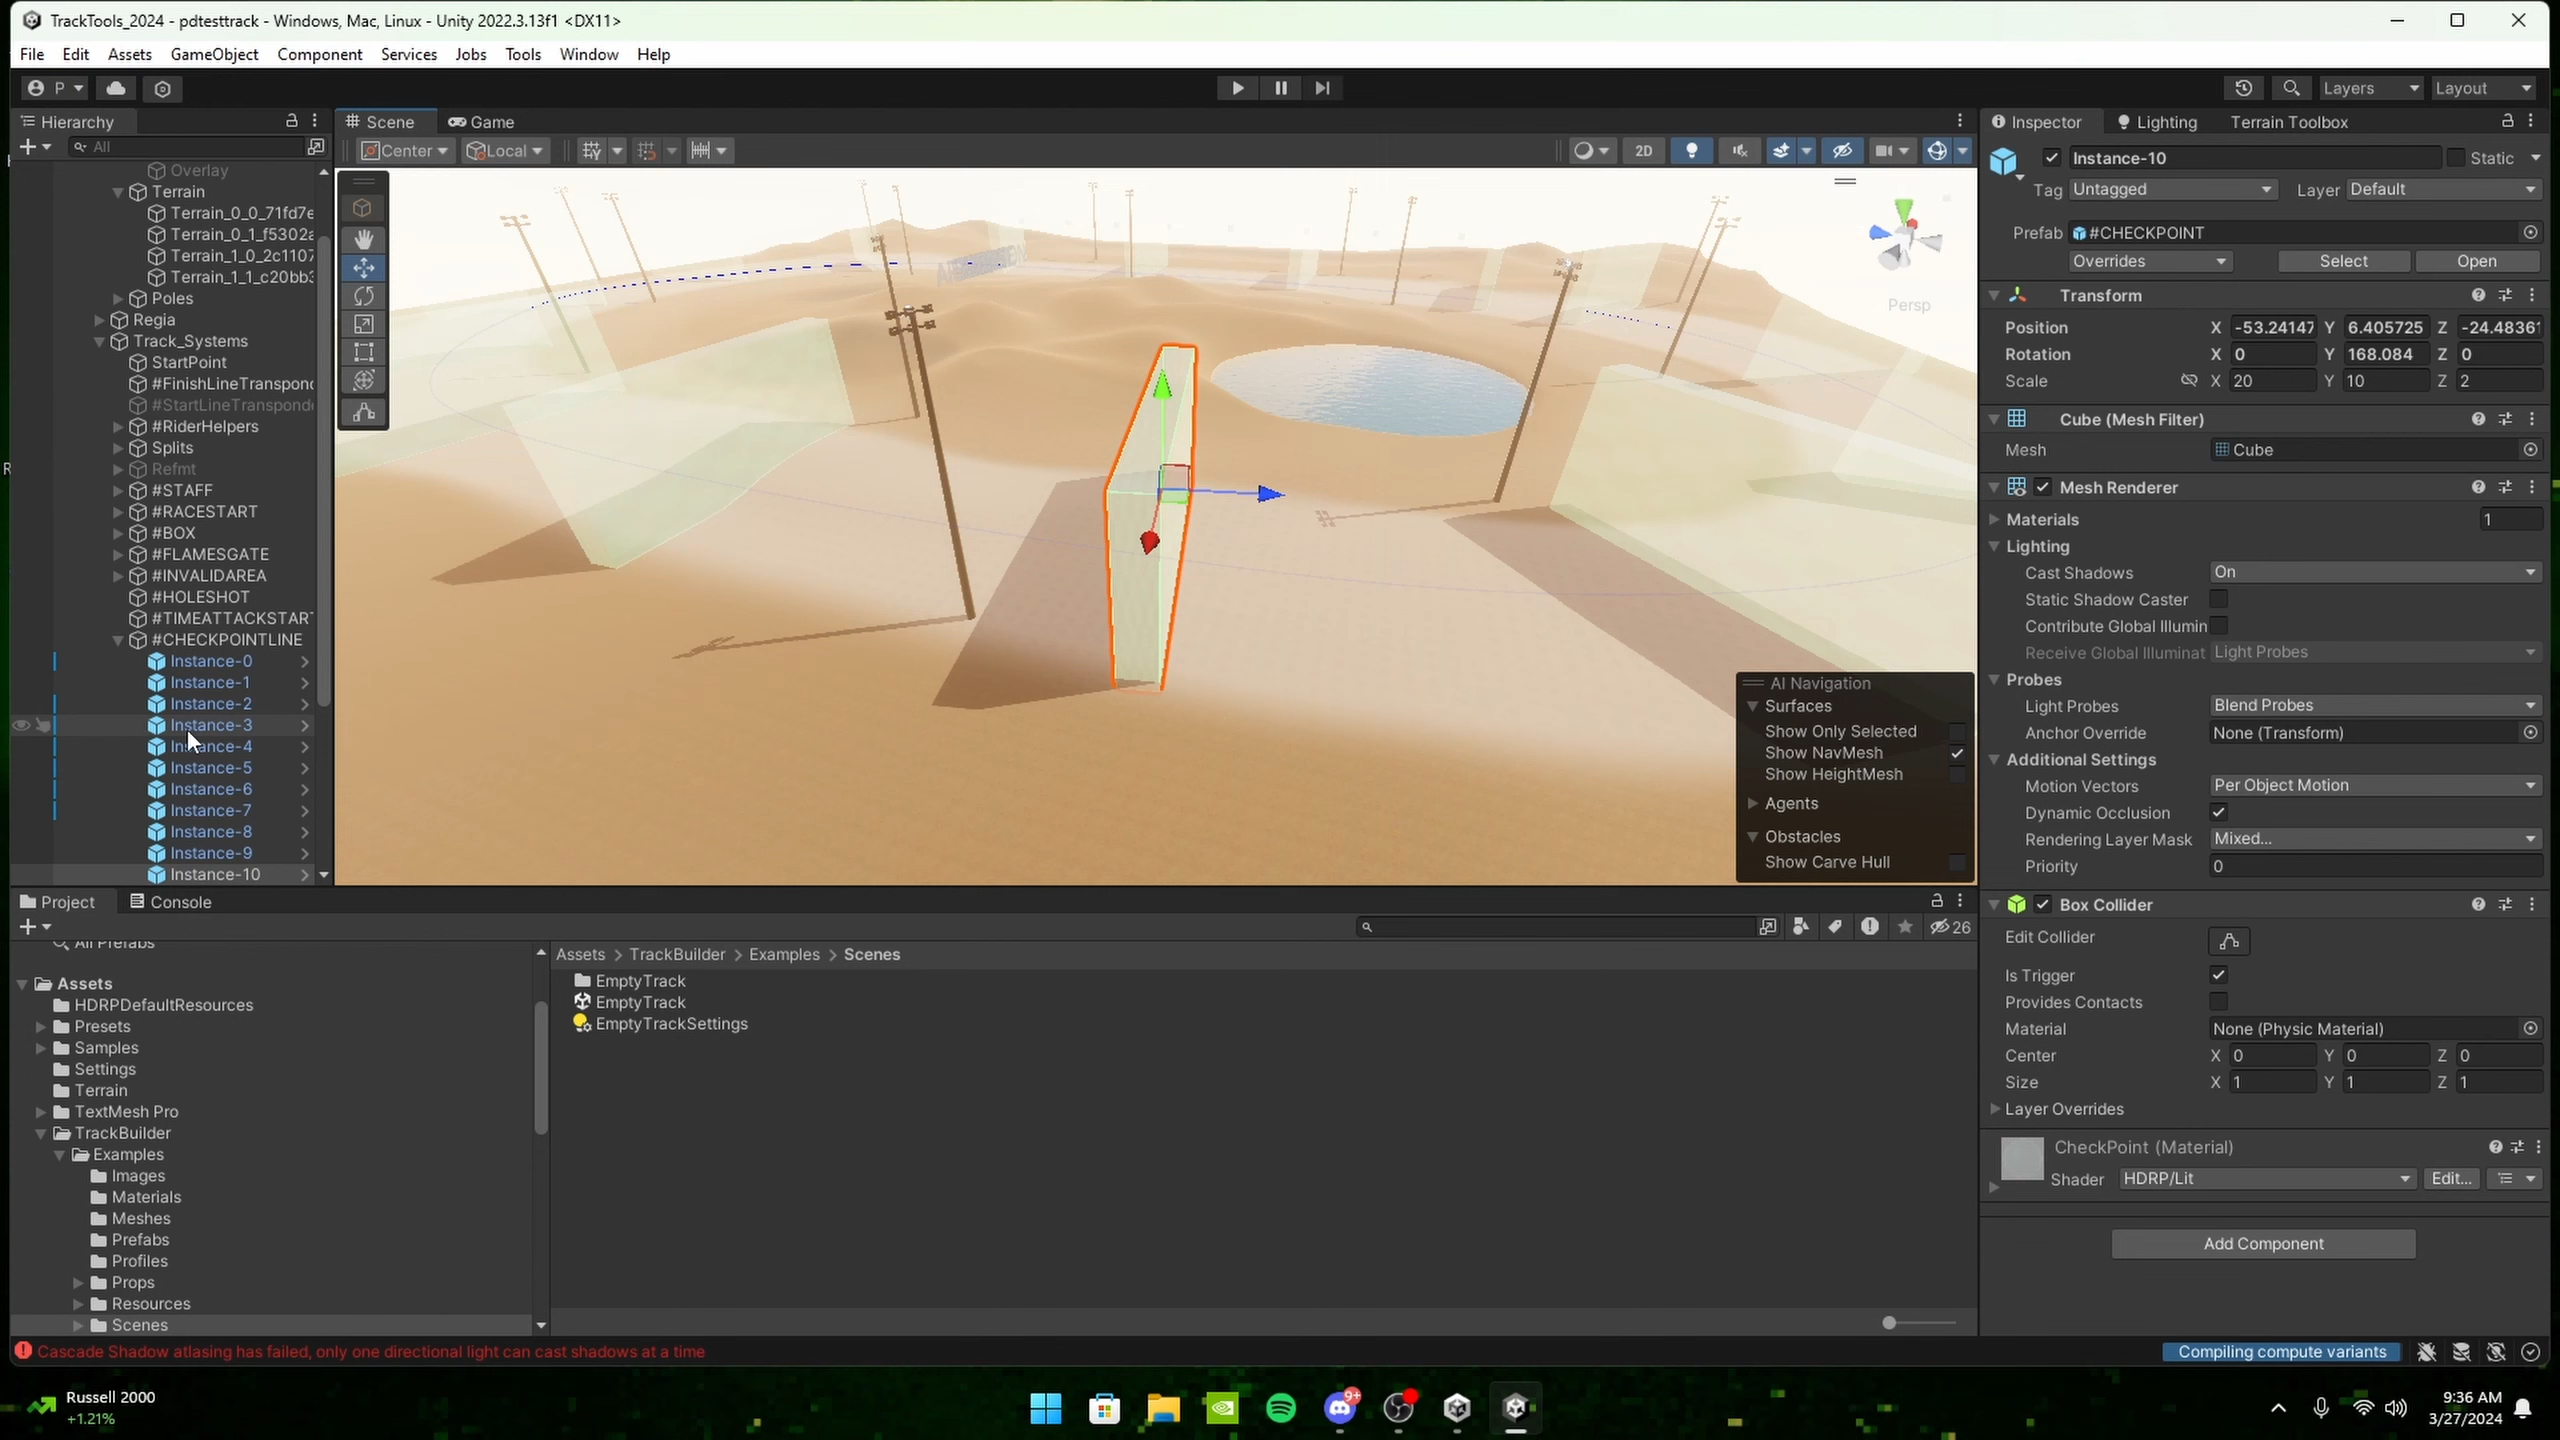 TrackTools_2024 - pdtesttrack - Windows, Mac, Linux - Unity 2022.3.13f1 <DX11>
File Edit Assets GameObject Component Services Jobs Tools Window Help
P
Layers Layout
Hierarchy
All
Overlay
Terrain
Terrain_0_0_71fd7e
Terrain_0_1_f5302a
Terrain_1_0_2c1107
Terrain_1_1_c20bb3
Poles
Regia
Track_Systems
StartPoint
#FinishLineTranspond
#StartLineTransponde
#RiderHelpers
Splits
Refmt
#STAFF
#RACESTART
#BOX
#FLAMESGATE
#INVALIDAREA
#HOLESHOT
#TIMEATTACKSTAR
#CHECKPOINTLINE
Instance-0
Instance-1
Instance-2
Instance-3
Instance-4
Instance-5
Instance-6
Instance-7
Instance-8
Instance-9
Instance-10
Scene Game
Center Local
2D
Persp
AI Navigation
Surfaces
Show Only Selected
Show NavMesh
Show HeightMesh
Agents
Obstacles
Show Carve Hull
Inspector Lighting Terrain Toolbox
Instance-10 Static
Tag Untagged Layer Default
Prefab #CHECKPOINT
Overrides Select Open
Transform
Position X -53.24147 Y 6.405725 Z -24.48361
Rotation X 0 Y 168.084 Z 0
Scale X 20 Y 10 Z 2
Cube (Mesh Filter)
Mesh Cube
Mesh Renderer
Materials 1
Lighting
Cast Shadows On
Static Shadow Caster
Contribute Global Illumin
Receive Global Illuminat Light Probes
Probes
Light Probes Blend Probes
Anchor Override None (Transform)
Additional Settings
Motion Vectors Per Object Motion
Dynamic Occlusion
Rendering Layer Mask Mixed...
Priority 0
Box Collider
Edit Collider
Is Trigger
Provides Contacts
Material None (Physic Material)
Center X 0 Y 0 Z 0
Size X 1 Y 1 Z 1
Layer Overrides
CheckPoint (Material)
Shader HDRP/Lit Edit...
Add Component
Project Console
26
All Prefabs
Assets
HDRPDefaultResources
Presets
Samples
Settings
Terrain
TextMesh Pro
TrackBuilder
Examples
Images
Materials
Meshes
Prefabs
Profiles
Props
Resources
Scenes
Assets > TrackBuilder > Examples > Scenes
EmptyTrack
EmptyTrack
EmptyTrackSettings
Cascade Shadow atlasing has failed, only one directional light can cast shadows at a time
Compiling compute variants
Russell 2000
+1.21%
9+
9:36 AM
3/27/2024